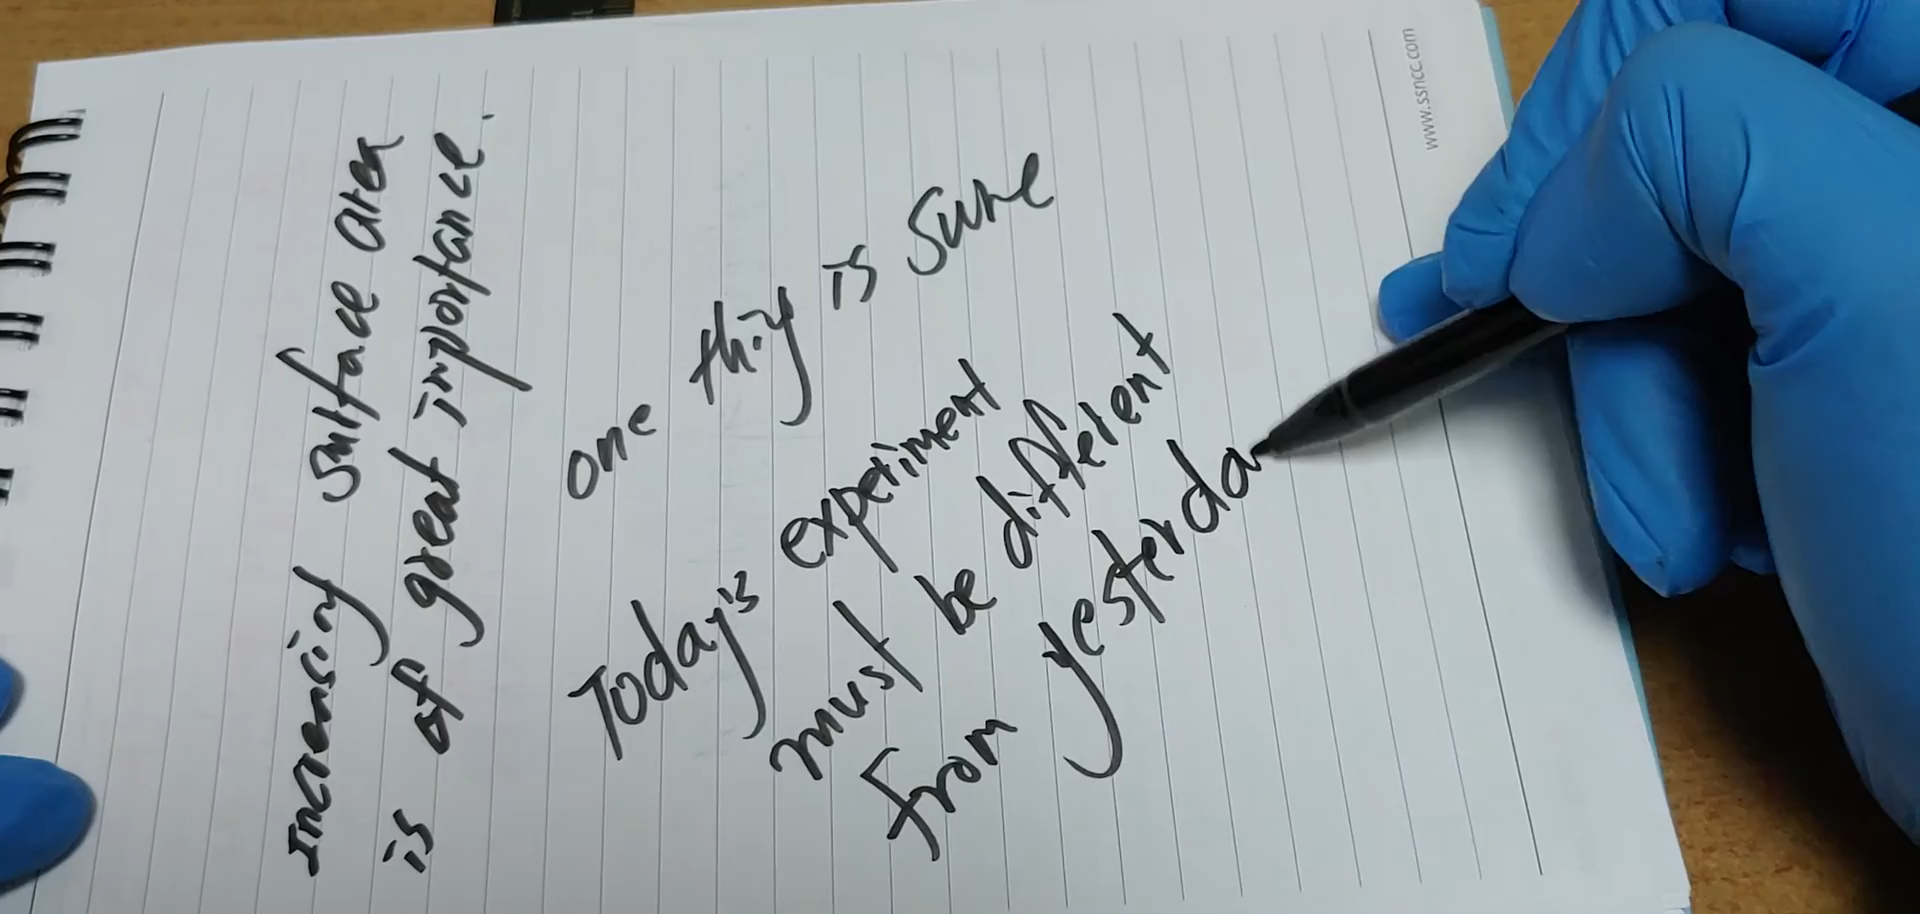 Increasing surface area
is of great importance.
one thing is sure
Today's experiment
must be different
from yesterda
www.ssncc.com